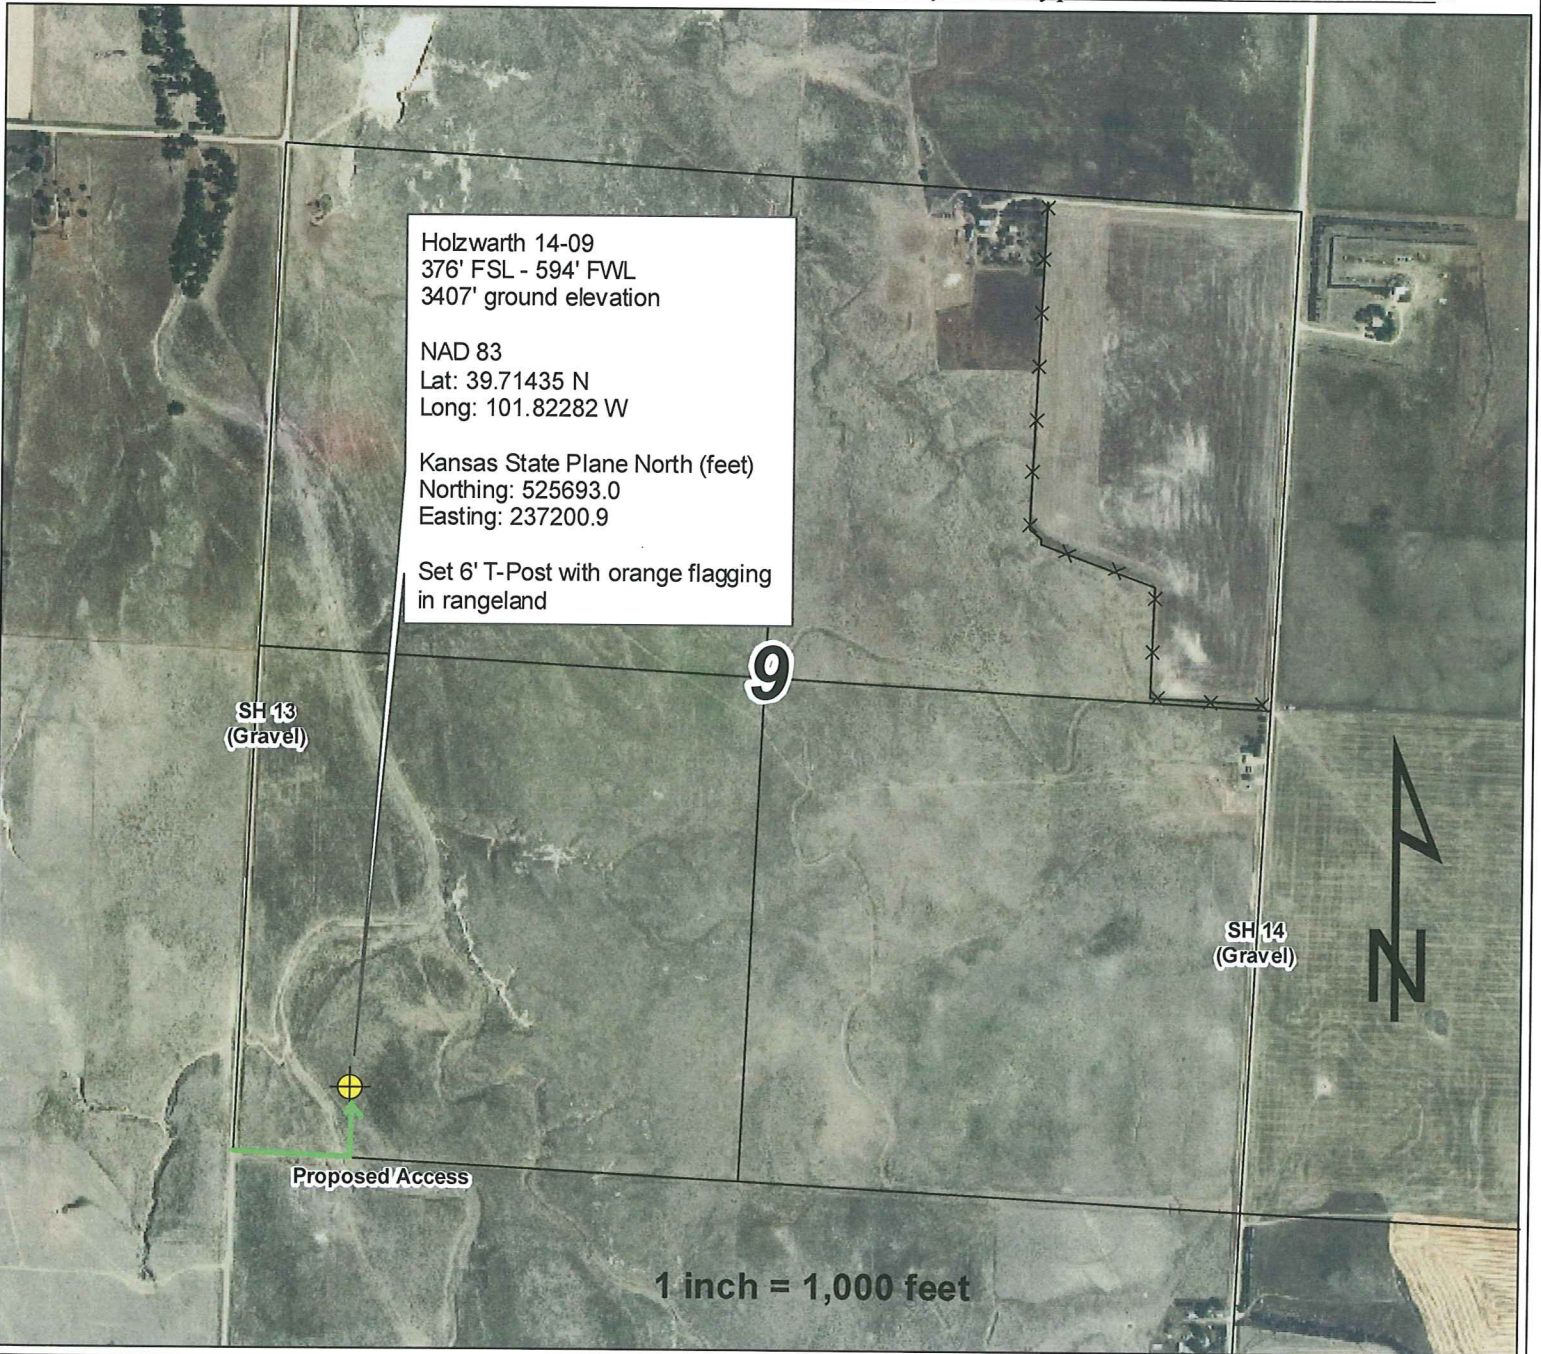 Holzwarth 14-09
376' FSL - 594' FWL
3407' ground elevation
NAD 83
Lat: 39.71435 N
Long: 101.82282 W
Kansas State Plane North (feet)
Northing: 525693.0
Easting: 237200.9
Set 6' T-Post with orange flagging
in rangeland
9
SH 13
(Gravel)
SH 14
(Gravel)
N
Proposed Access
1 inch = 1,000 feet